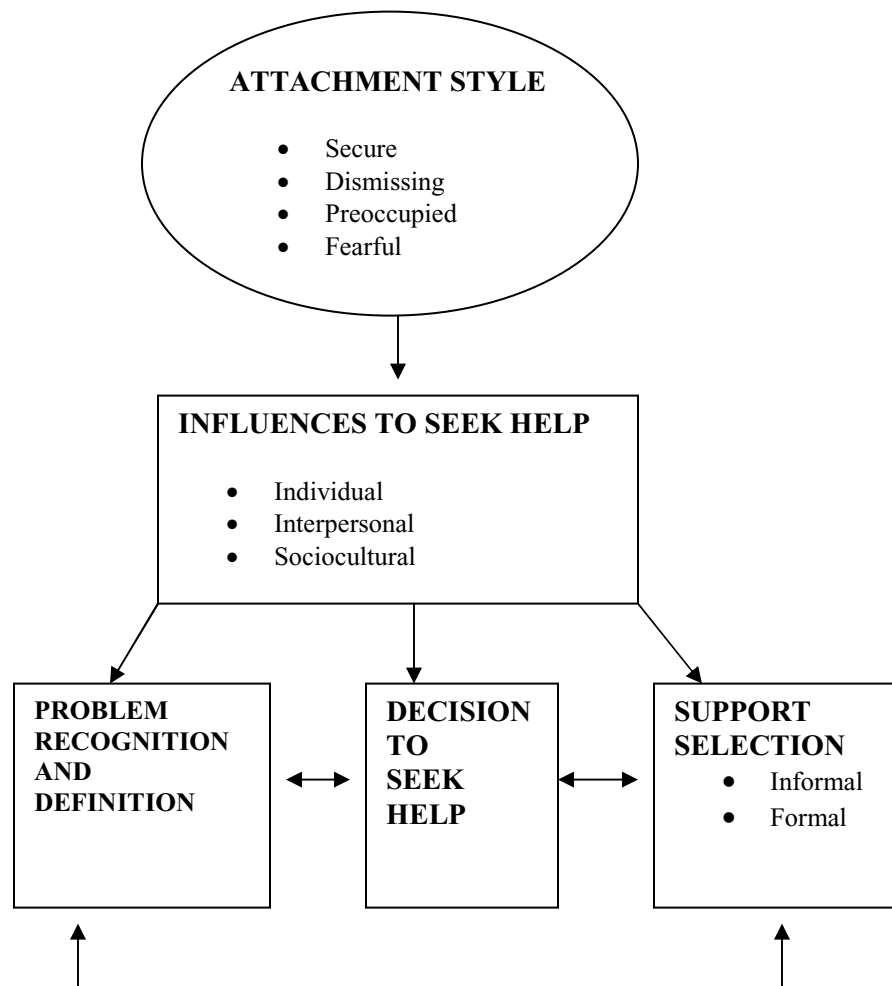 ATTACHMENT STYLE
• Secure
• Dismissing
• Preoccupied
• Fearful
INFLUENCES TO SEEK HELP
• Individual
• Interpersonal
• Sociocultural
PROBLEM
RECOGNITION
AND
DEFINITION
DECISION
TO
SEEK
HELP
SUPPORT
SELECTION
• Informal
• Formal